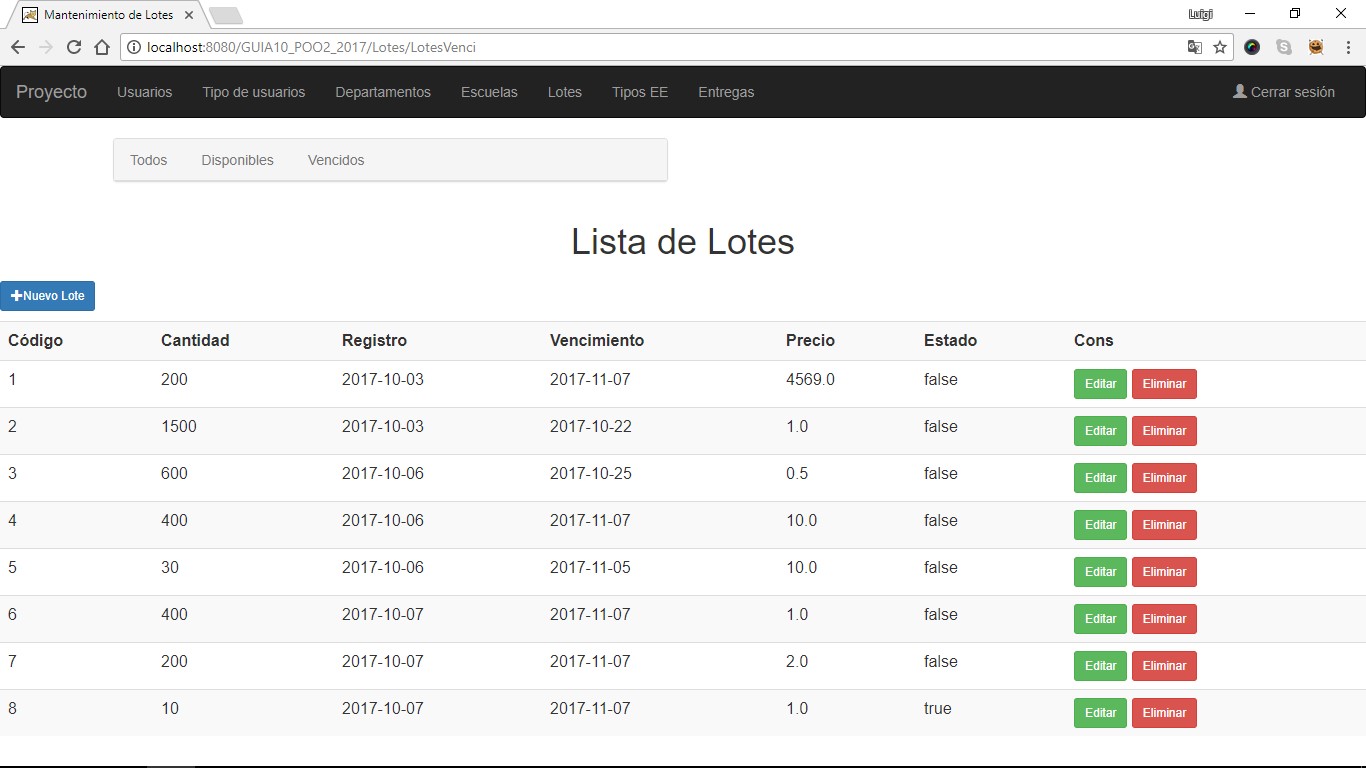 Mantenimiento de Lotes
Luigi
localhost:8080/GUIA10_POO2_2017/Lotes/LotesVenci
Proyecto Usuarios Tipo de usuarios Departamentos Escuelas Lotes Tipos EE Entregas Cerrar sesión
Todos Disponibles Vencidos
Lista de Lotes
Nuevo Lote
Código Cantidad Registro Vencimiento Precio Estado Cons
1 200 2017-10-03 2017-11-07 4569.0 false Editar Eliminar
2 1500 2017-10-03 2017-10-22 1.0 false Editar Eliminar
3 600 2017-10-06 2017-10-25 0.5 false Editar Eliminar
4 400 2017-10-06 2017-11-07 10.0 false Editar Eliminar
5 30 2017-10-06 2017-11-05 10.0 false Editar Eliminar
6 400 2017-10-07 2017-11-07 1.0 false Editar Eliminar
7 200 2017-10-07 2017-11-07 2.0 false Editar Eliminar
8 10 2017-10-07 2017-11-07 1.0 true Editar Eliminar